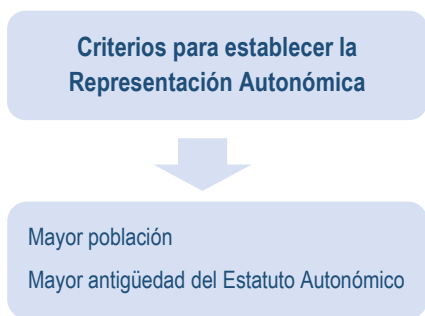 Criterios para establecer la
Representación Autonómica
Mayor población
Mayor antigüedad del Estatuto Autonómico